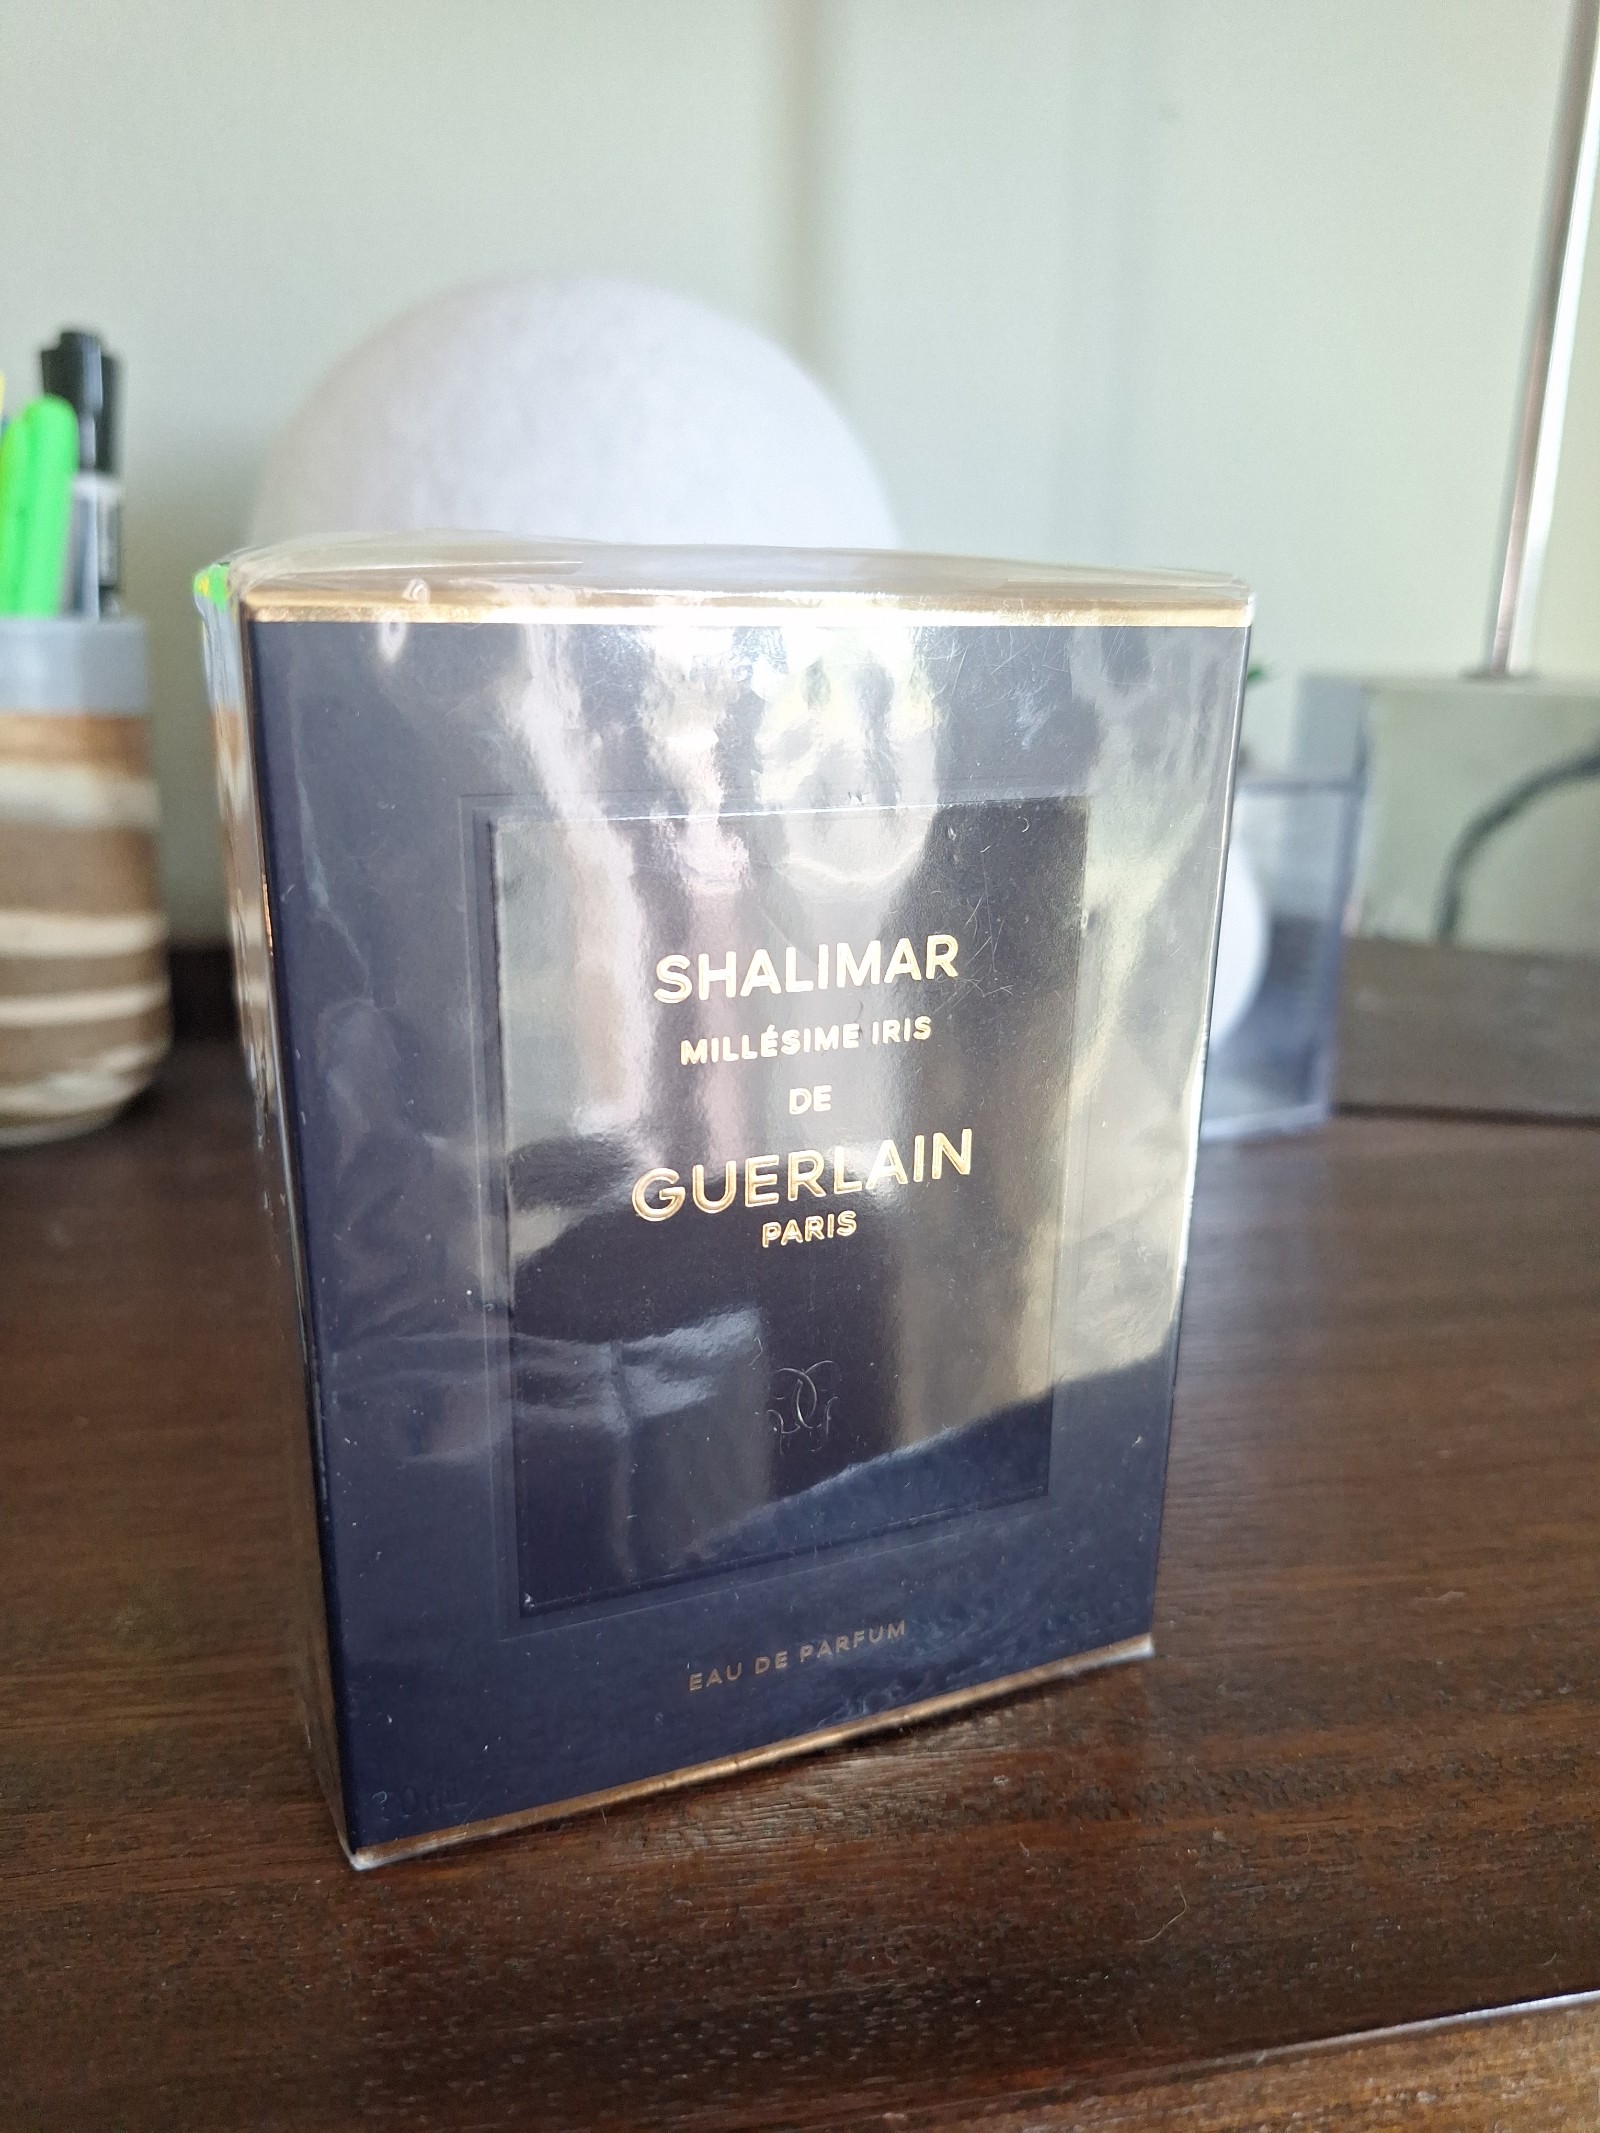 SHALIMAR
MILLÉSIME IRIS
DE
GUERLAIN
PARIS
EAU DE PARFUM